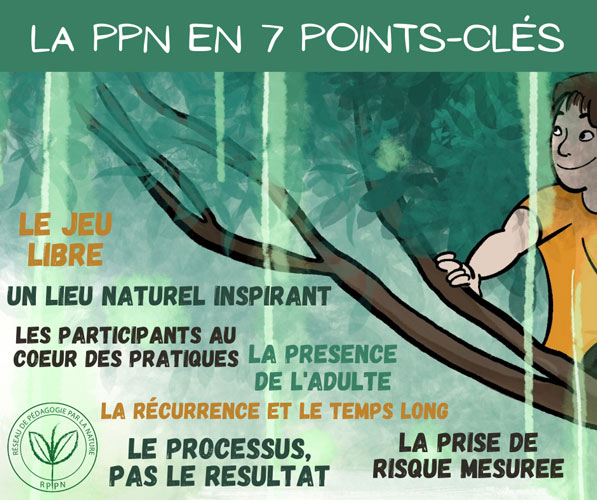 LA PPN EN 7 POINTS-CLÉS
LE JEU
LIBRE
UN LIEU NATUREL INSPIRANT
LES PARTICIPANTS AU
COEUR DES PRATIQUES
LA PRESENCE
DE L'ADULTE
LA RÉCURRENCE ET LE TEMPS LONG
LE PROCESSUS,
PAS LE RESULTAT
LA PRISE DE
RISQUE MESUREE
RÉSEAU DE PÉDAGOGIE PAR LA NATURE
RPPN